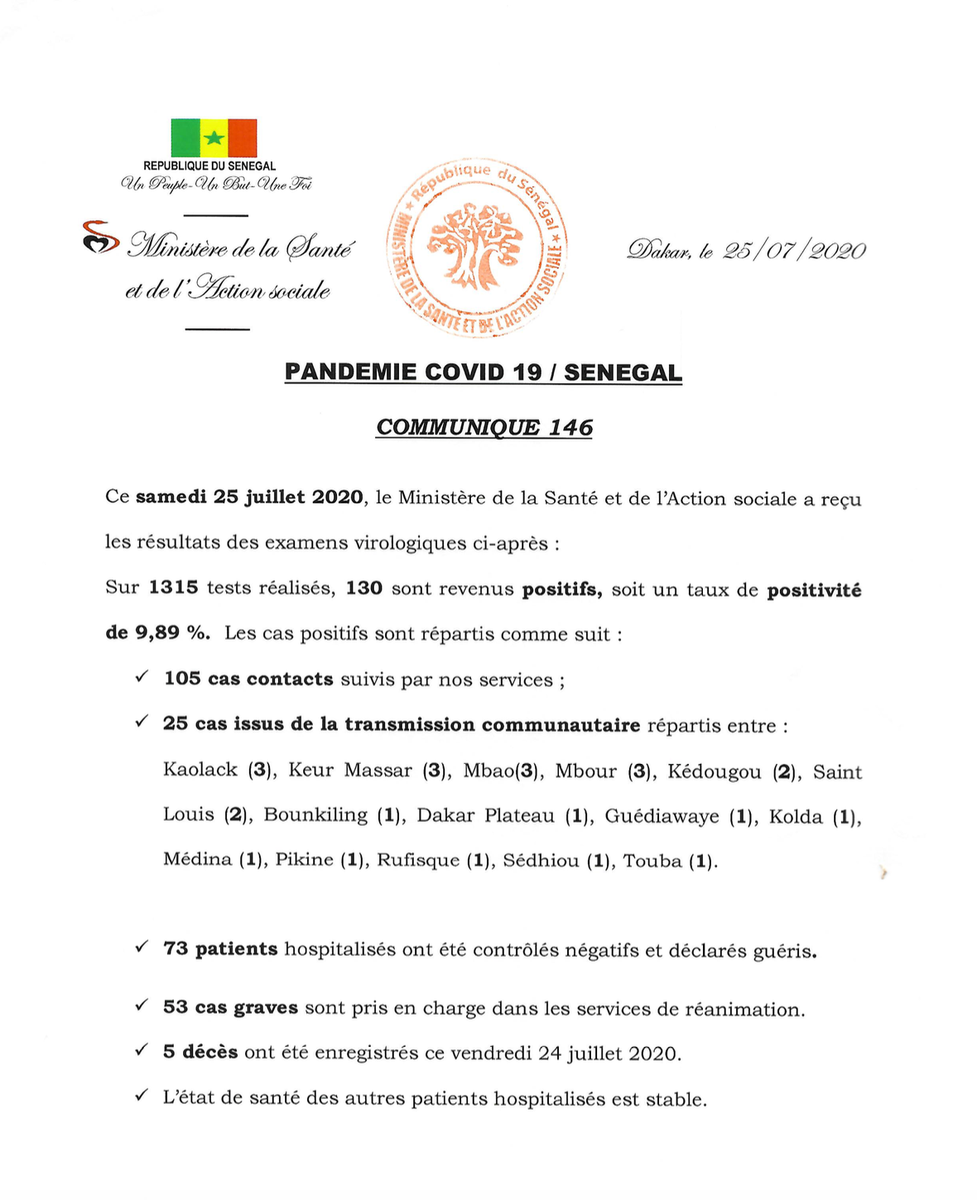 REPUBLIQUE DU SENEGAL
Un Peuple-Un But-Une Foi
Ministère de la Santé
et de l'Action sociale
★ République du Sénégal ★
MINISTÈRE DE LA SANTÉ ET DE L'ACTION SOCIALE
Dakar, le 25/07/2020
PANDEMIE COVID 19 / SENEGAL
COMMUNIQUE 146
Ce samedi 25 juillet 2020, le Ministère de la Santé et de l'Action sociale a reçu
les résultats des examens virologiques ci-après :
Sur 1315 tests réalisés, 130 sont revenus positifs, soit un taux de positivité
de 9,89 %. Les cas positifs sont répartis comme suit :
✓ 105 cas contacts suivis par nos services ;
✓ 25 cas issus de la transmission communautaire répartis entre :
Kaolack (3), Keur Massar (3), Mbao(3), Mbour (3), Kédougou (2), Saint
Louis (2), Bounkiling (1), Dakar Plateau (1), Guédiawaye (1), Kolda (1),
Médina (1), Pikine (1), Rufisque (1), Sédhiou (1), Touba (1).
✓ 73 patients hospitalisés ont été contrôlés négatifs et déclarés guéris.
✓ 53 cas graves sont pris en charge dans les services de réanimation.
✓ 5 décès ont été enregistrés ce vendredi 24 juillet 2020.
✓ L'état de santé des autres patients hospitalisés est stable.